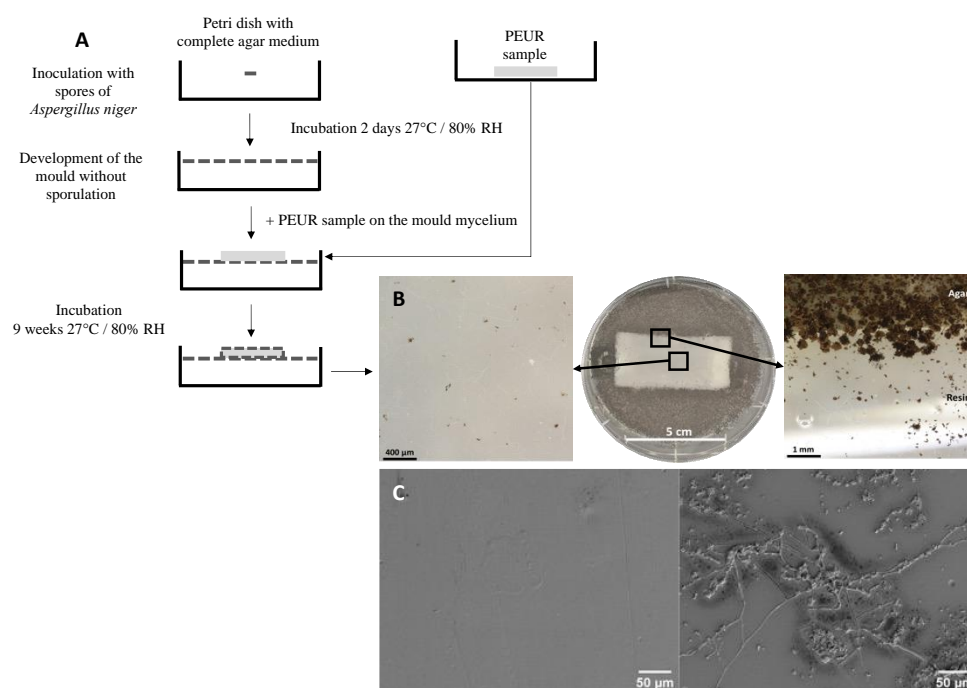 A
Petri dish with
complete agar medium
PEUR
sample
Inoculation with
spores of
Aspergillus niger
Incubation 2 days 27°C / 80% RH
Development of the
mould without
sporulation
+ PEUR sample on the mould mycelium
Incubation
9 weeks 27°C / 80% RH
B
400 µm
5 cm
Agar
Resin
1 mm
C
50 µm
50 µm